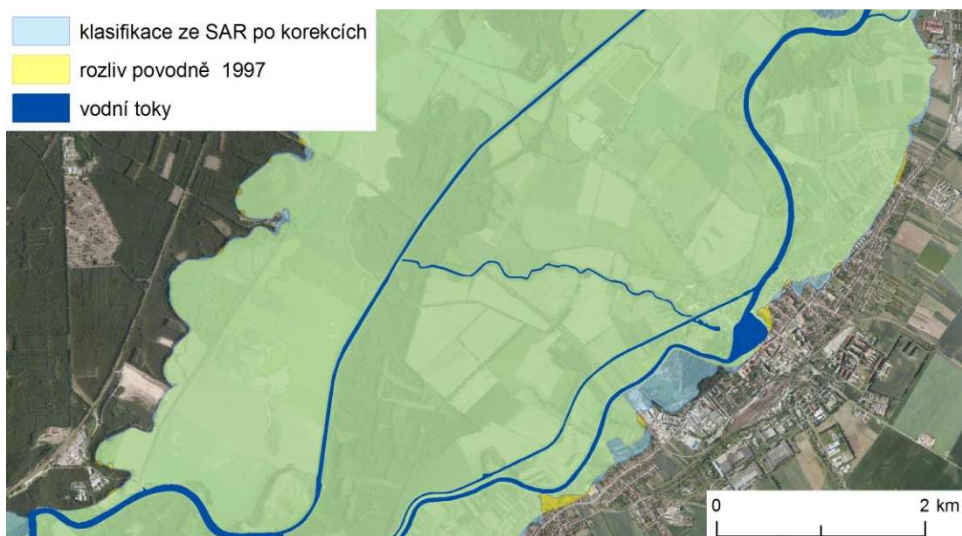 klasifikace ze SAR po korekcích
rozliv povodně 1997
vodní toky
0 2 km